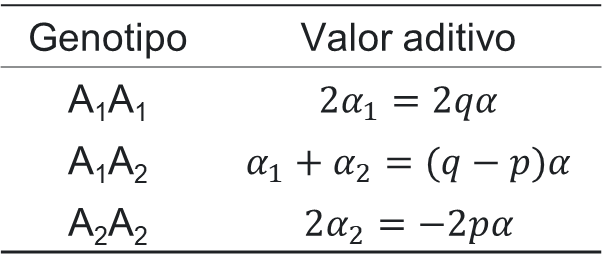 Genotipo Valor aditivo
A₁A₁ 2α₁ = 2qα
A₁A₂ α₁ + α₂ = (q − p)α
A₂A₂ 2α₂ = −2pα